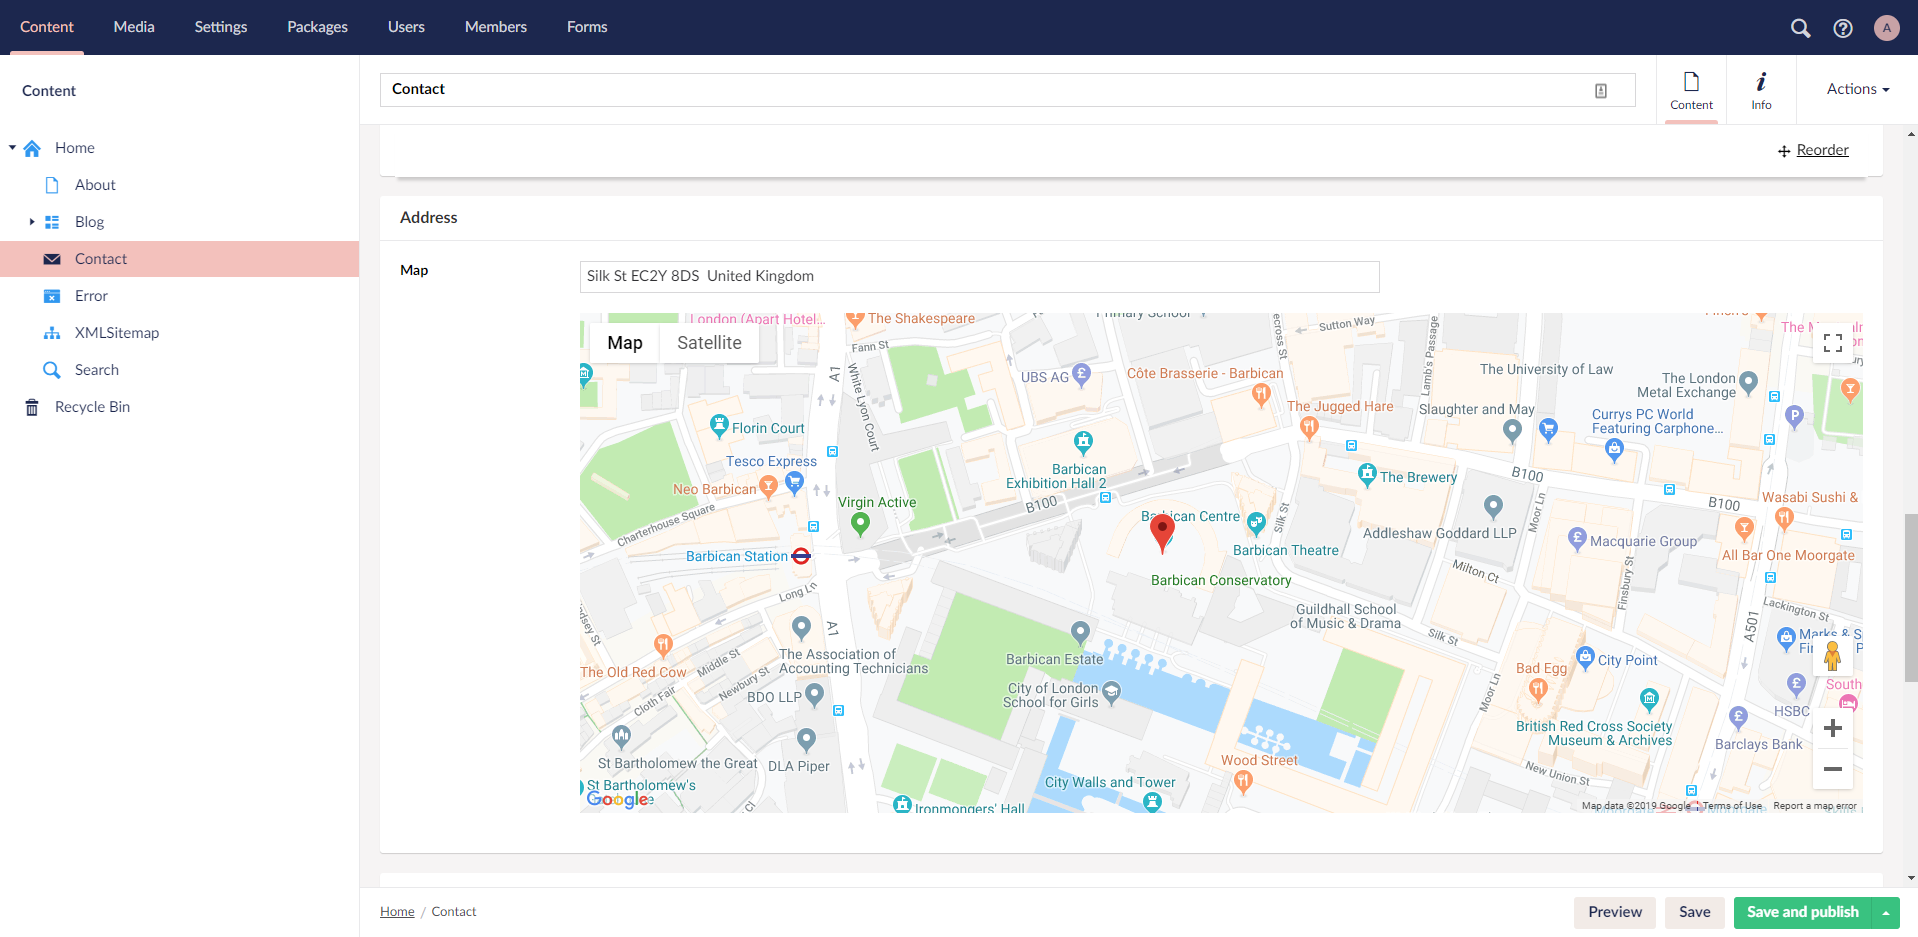 Content Media Settings Packages Users Members Forms
A
Content
Home
About
Blog
Contact
Error
XMLSitemap
Search
Recycle Bin
Contact
Content
Info
Actions
Reorder
Address
Map
Silk St EC2Y 8DS  United Kingdom
London (Apart Hotel...
The Shakespeare
Primary School
Sutton Way
Map
Satellite
Fann St
A1
White Lyon Court
UBS AG
Côte Brasserie - Barbican
Lamb's Passage
The University of Law
The London
Metal Exchange
The Jugged Hare
Slaughter and May
Currys PC World
Featuring Carphone...
P
Florin Court
Tesco Express
Neo Barbican
Barbican
Exhibition Hall 2
The Brewery
B100
B100
B100
Virgin Active
Charterhouse Square
Barbican Centre
Silk St
Moor Ln
Wasabi Sushi &
Addleshaw Goddard LLP
Macquarie Group
Barbican Theatre
All Bar One Moorgate
Barbican Station
Barbican Conservatory
Milton Ct
Finsbury St
Long Ln
Guildhall School
of Music & Drama
Lackington St
A1
Silk St
A501
The Association of
Accounting Technicians
Barbican Estate
The Old Red Cow
Middle St
Newbury St
Cloth Fair
Bad Egg
City Point
BDO LLP
City of London
School for Girls
Moor Ln
South
HSBC
St Bartholomew the Great
DLA Piper
British Red Cross Society
Museum & Archives
Barclays Bank
Wood Street
New Union St
City Walls and Tower
St Bartholomew's
Google
Ironmongers' Hall
Map data ©2019 Google
Terms of Use
Report a map error
Home / Contact
Preview
Save
Save and publish